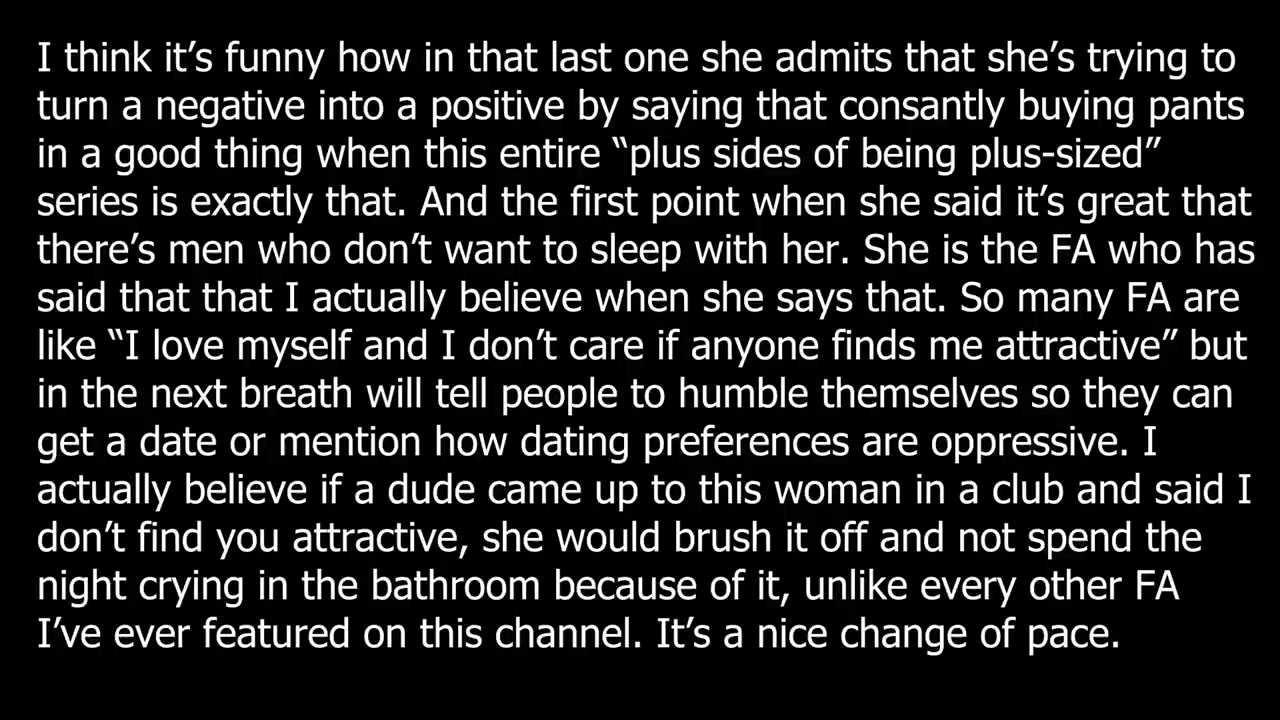 I think it’s funny how in that last one she admits that she’s trying to
turn a negative into a positive by saying that consantly buying pants
in a good thing when this entire “plus sides of being plus-sized”
series is exactly that. And the first point when she said it’s great that
there’s men who don’t want to sleep with her. She is the FA who has
said that that I actually believe when she says that. So many FA are
like “I love myself and I don’t care if anyone finds me attractive” but
in the next breath will tell people to humble themselves so they can
get a date or mention how dating preferences are oppressive. I
actually believe if a dude came up to this woman in a club and said I
don’t find you attractive, she would brush it off and not spend the
night crying in the bathroom because of it, unlike every other FA
I’ve ever featured on this channel. It’s a nice change of pace.